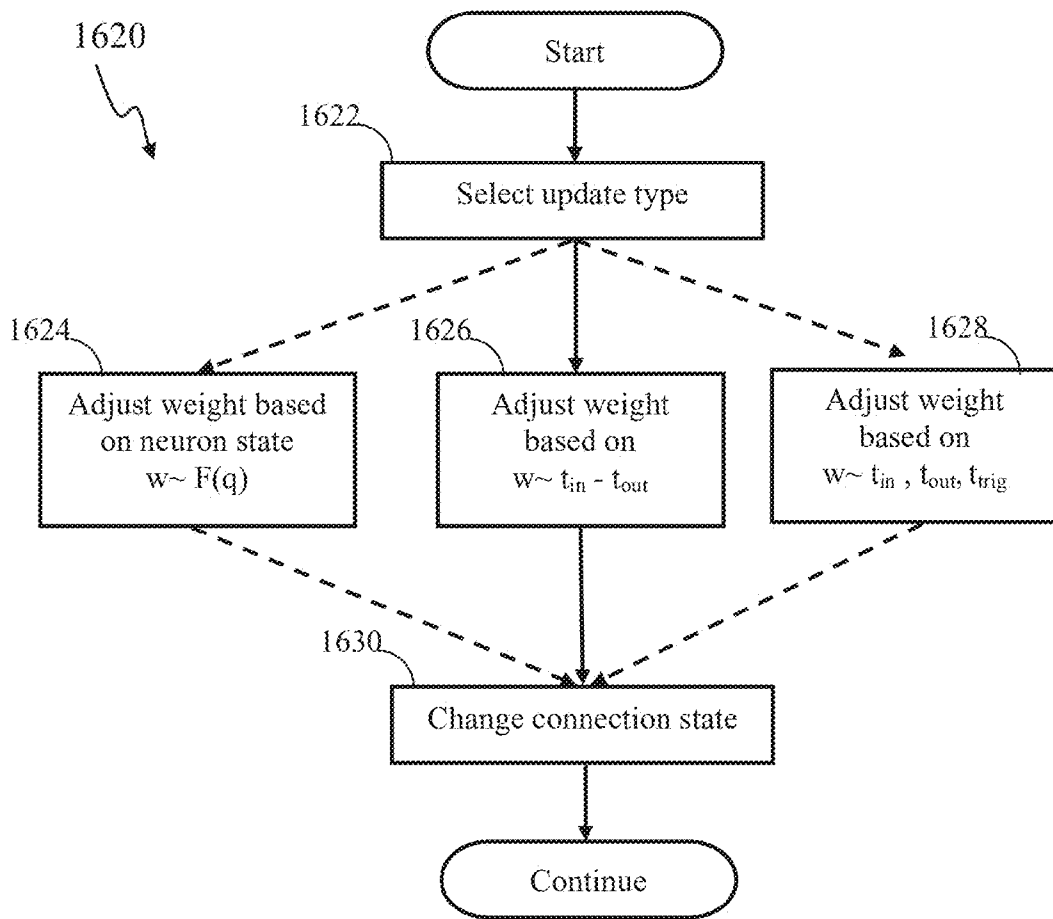 1620
Start
1622
Select update type
1624
Adjust weight based
on neuron state
w~ F(q)
1626
Adjust weight
based on
w~ t_in - t_out
1628
Adjust weight
based on
w~ t_in , t_out, t_trig
1630
Change connection state
Continue